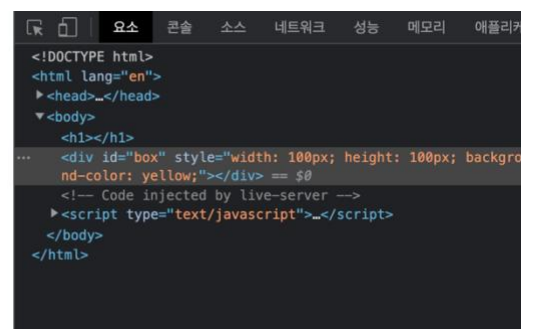 요소 콘솔 소스 네트워크 성능 메모리
<!DOCTYPE html>
<html lang="en">
<head>…</head>
<body>
<h1></h1>
<div id="box" style="width: 100px; height: 100px; backgro
nd-color: yellow;"></div> == $0
<!-- Code injected by live-server -->
<script type="text/javascript">…</script>
</body>
</html>